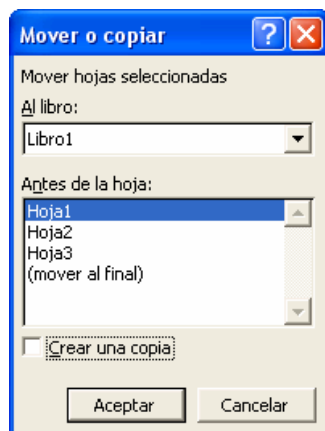 Mover o copiar
Mover hojas seleccionadas
Al libro:
Libro1
Antes de la hoja:
Hoja1
Hoja2
Hoja3
(mover al final)
Crear una copia
Aceptar Cancelar